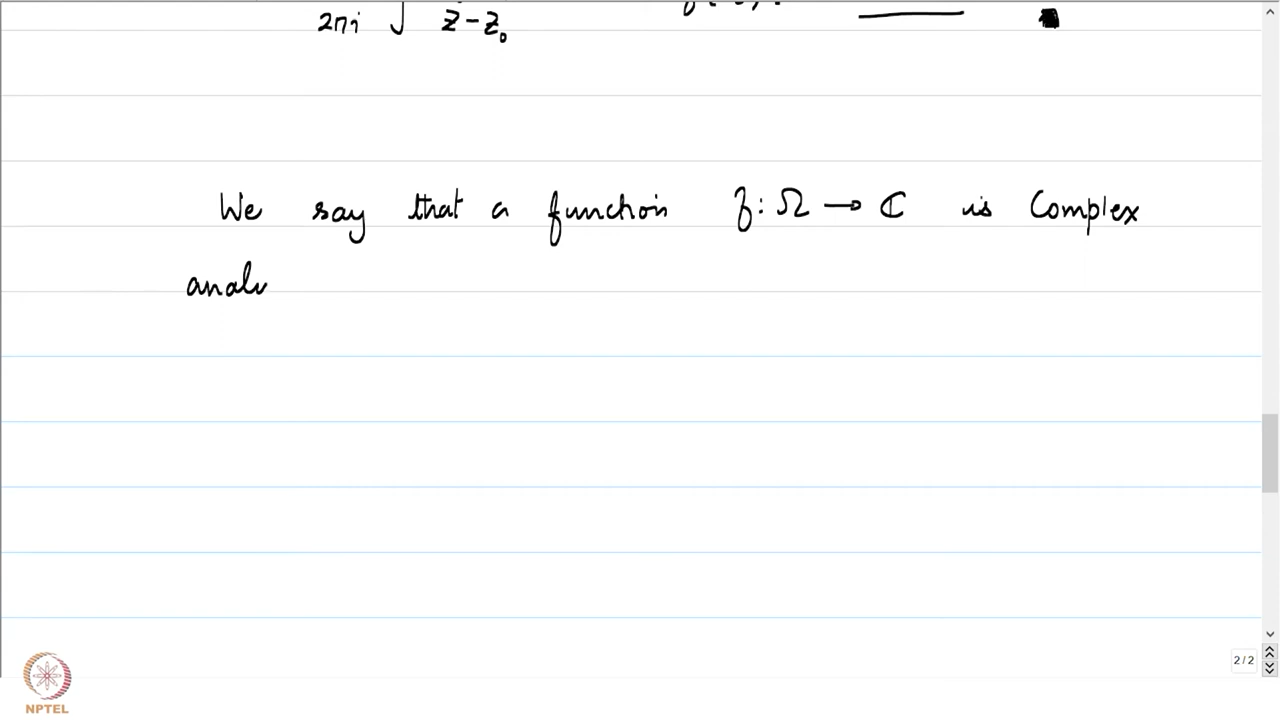 2πi ∫ z - z₀
We say that a function f: Ω → ℂ is Complex
analy
2 / 2
NPTEL